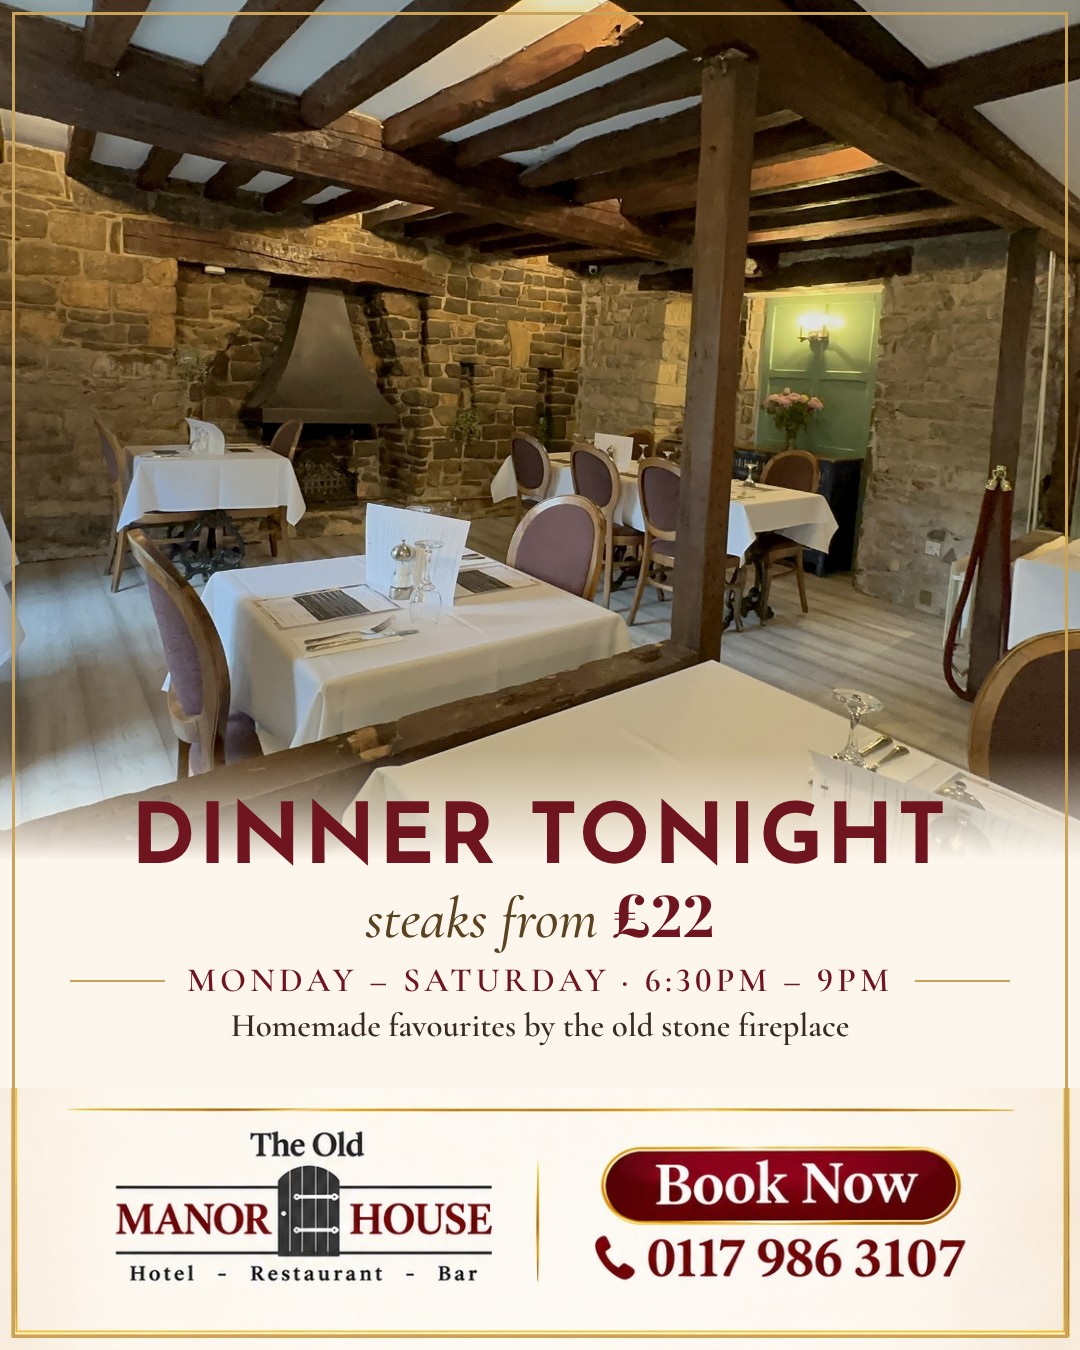 DINNER TONIGHT
steaks from £22
MONDAY – SATURDAY · 6:30PM – 9PM
Homemade favourites by the old stone fireplace
The Old
MANOR HOUSE
Hotel - Restaurant - Bar
Book Now
0117 986 3107